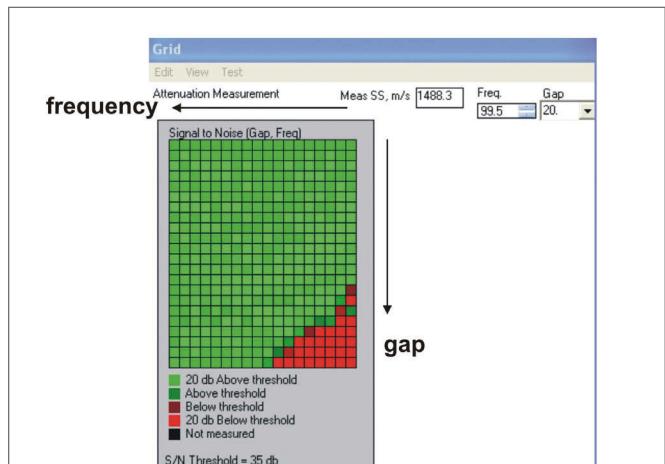 Grid
Edit View Test
Attenuation Measurement
Meas SS, m/s 1488.3
Freq.
99.5
Gap
20.
frequency
Signal to Noise (Gap, Freq)
gap
20 db Above threshold
Above threshold
Below threshold
20 db Below threshold
Not measured
S/N Threshold = 35 db